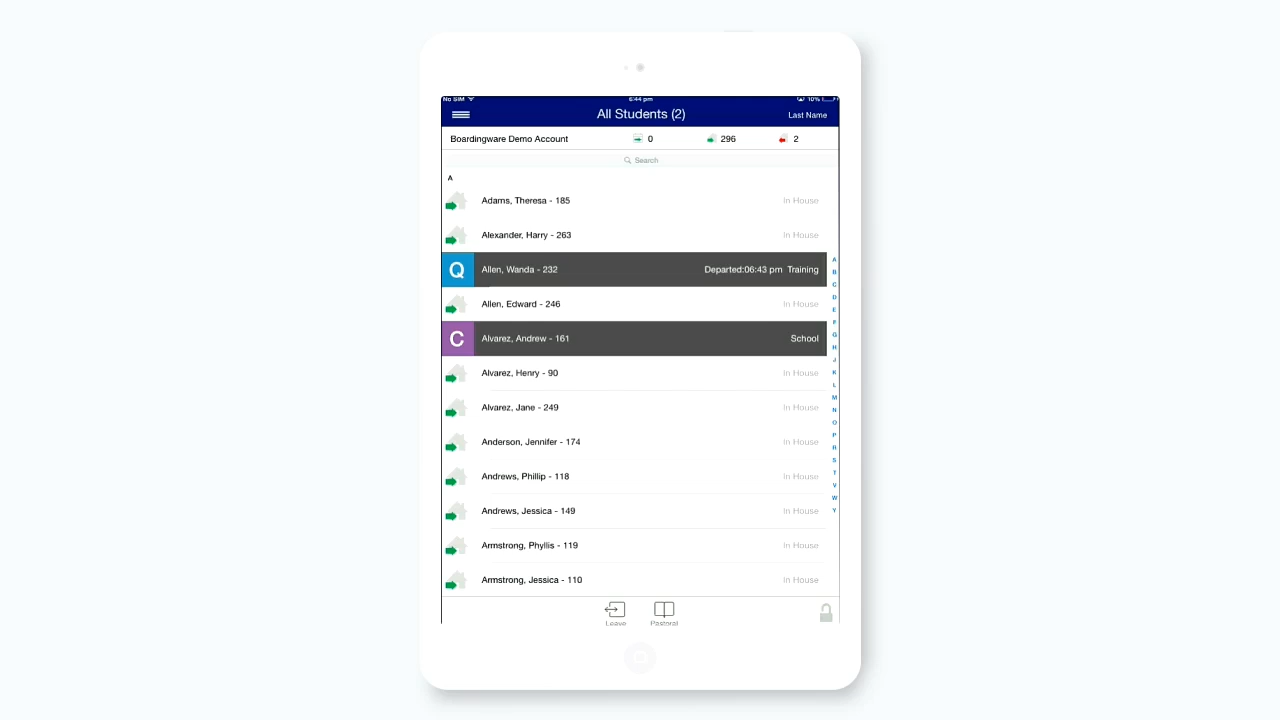 No SIM 6:44 pm 10%
All Students (2) Last Name
Boardingware Demo Account 0 296 2
Search
A
Adams, Theresa - 185 In House
Alexander, Harry - 263 In House
Q Allen, Wanda - 232 Departed:06:43 pm Training
Allen, Edward - 246 In House
C Alvarez, Andrew - 161 School
Alvarez, Henry - 90 In House
Alvarez, Jane - 249 In House
Anderson, Jennifer - 174 In House
Andrews, Phillip - 118 In House
Andrews, Jessica - 149 In House
Armstrong, Phyllis - 119 In House
Armstrong, Jessica - 110 In House
A
B
C
D
E
F
G
H
J
K
L
M
N
O
P
R
S
T
V
W
Y
Leave Pastoral